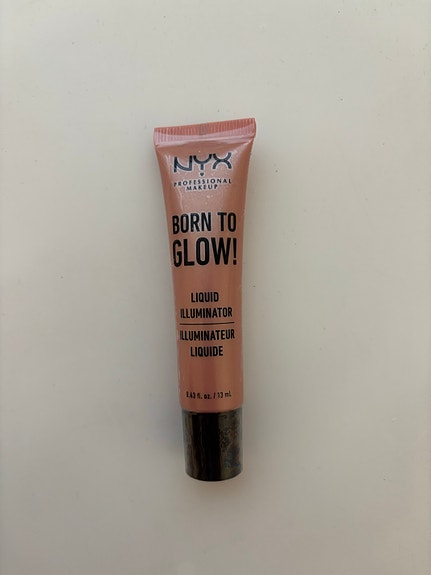 NYX
PROFESSIONAL
MAKEUP
BORN TO
GLOW!
LIQUID
ILLUMINATOR
ILLUMINATEUR
LIQUIDE
0.43 fl. oz. / 13 mL